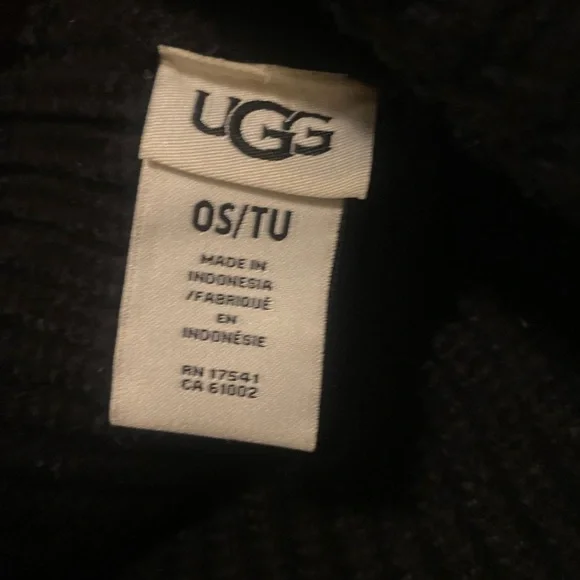 UGG
OS/TU
MADE IN
INDONESIA
/FABRIQUÉ
EN
INDONÉSIE
RN 17541
CA 61002